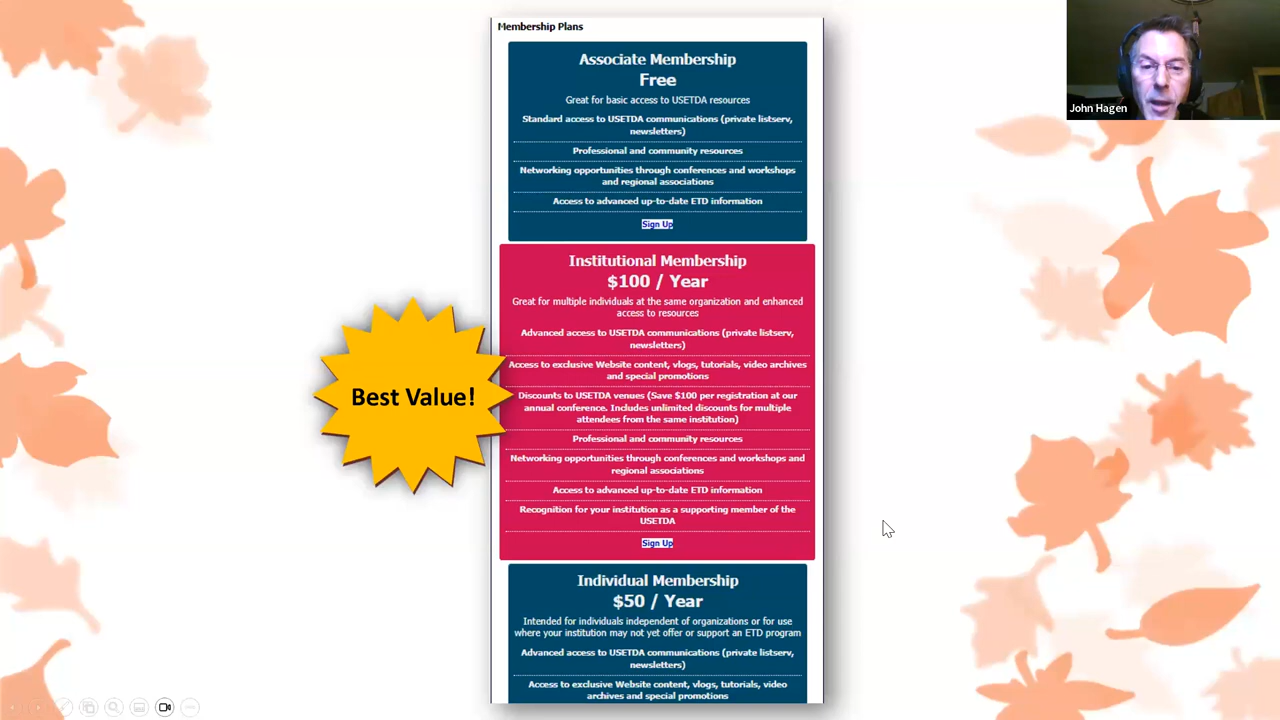 Membership Plans
Associate Membership
Free
Great for basic access to USETDA resources
Standard access to USETDA communications (private listserv,
newsletters)
Professional and community resources
Networking opportunities through conferences and workshops
and regional associations
Access to advanced up-to-date ETD information
Sign Up
Institutional Membership
$100 / Year
Great for multiple individuals at the same organization and enhanced
access to resources
Advanced access to USETDA communications (private listserv,
newsletters)
Access to exclusive Website content, vlogs, tutorials, video archives
and special promotions
Discounts to USETDA venues (Save $100 per registration at our
annual conference. Includes unlimited discounts for multiple
attendees from the same institution)
Professional and community resources
Networking opportunities through conferences and workshops and
regional associations
Access to advanced up-to-date ETD information
Recognition for your institution as a supporting member of the
USETDA
Sign Up
Individual Membership
$50 / Year
Intended for individuals independent of organizations or for use
where your institution may not yet offer or support an ETD program
Advanced access to USETDA communications (private listserv,
newsletters)
Access to exclusive Website content, vlogs, tutorials, video
archives and special promotions
Best Value!
John Hagen